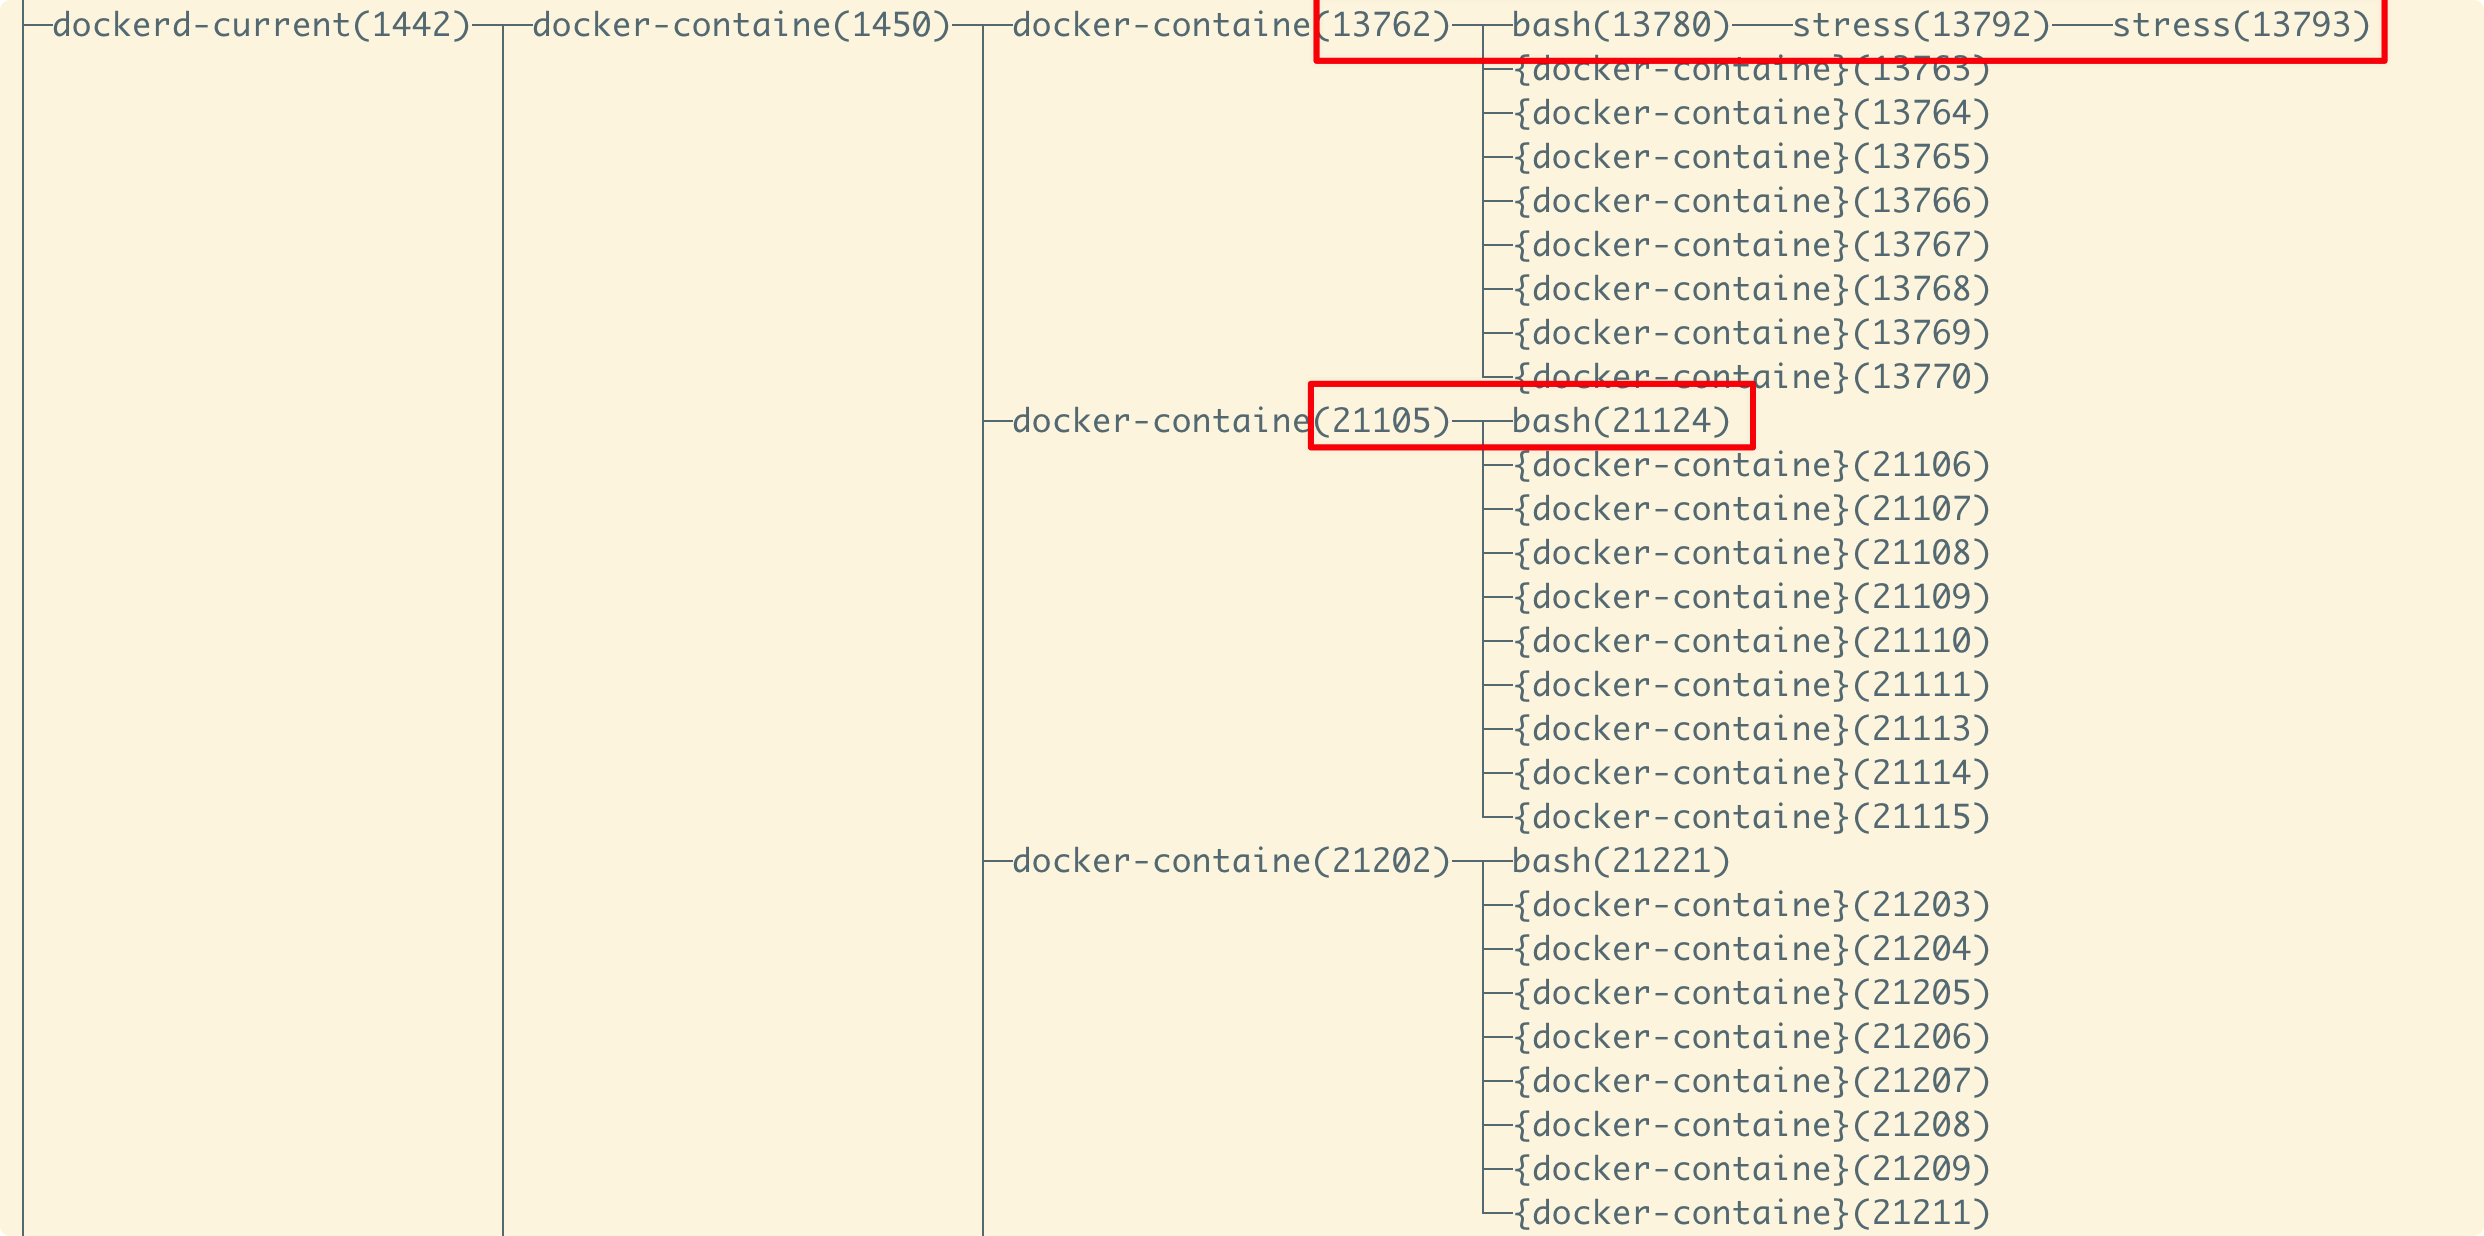 dockerd-current(1442)—docker-containe(1450)—docker-containe(13762)—bash(13780)—stress(13792)—stress(13793)
{docker-containe}(13763)
{docker-containe}(13764)
{docker-containe}(13765)
{docker-containe}(13766)
{docker-containe}(13767)
{docker-containe}(13768)
{docker-containe}(13769)
{docker-containe}(13770)
docker-containe(21105)—bash(21124)
{docker-containe}(21106)
{docker-containe}(21107)
{docker-containe}(21108)
{docker-containe}(21109)
{docker-containe}(21110)
{docker-containe}(21111)
{docker-containe}(21113)
{docker-containe}(21114)
{docker-containe}(21115)
docker-containe(21202)—bash(21221)
{docker-containe}(21203)
{docker-containe}(21204)
{docker-containe}(21205)
{docker-containe}(21206)
{docker-containe}(21207)
{docker-containe}(21208)
{docker-containe}(21209)
{docker-containe}(21211)